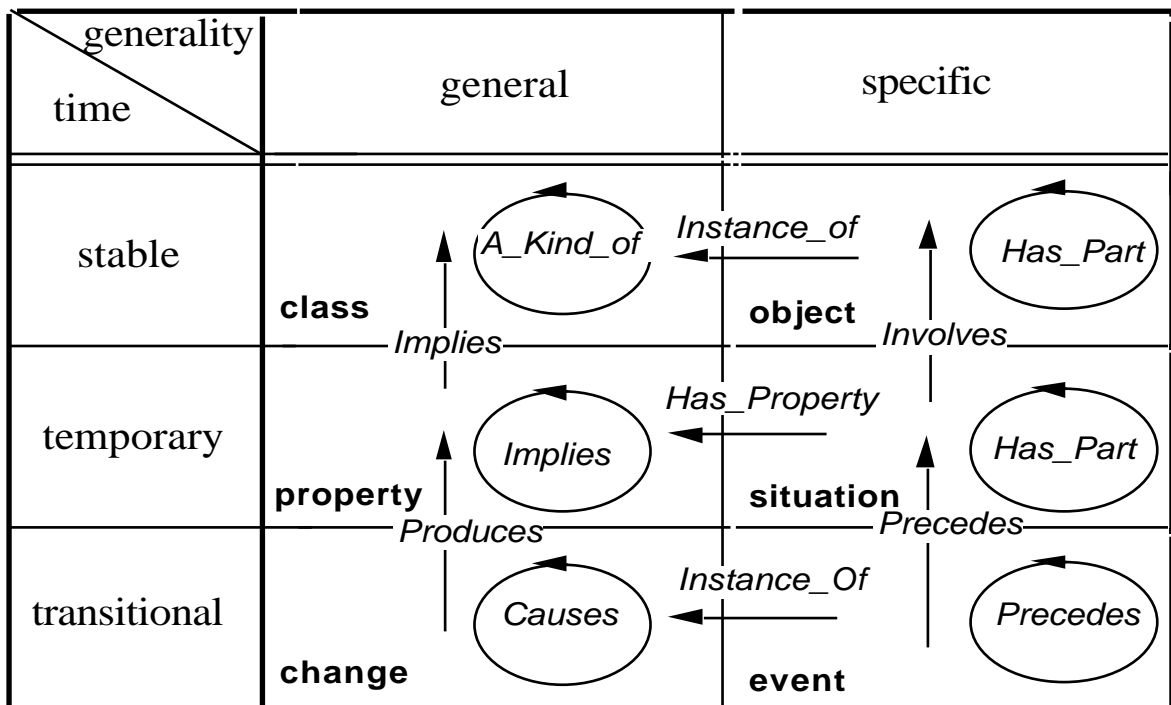 generality
time
general
specific
stable
A_Kind_of
Instance_of
Has_Part
class
object
Implies
Involves
temporary
Implies
Has_Property
Has_Part
property
situation
Produces
Precedes
transitional
Causes
Instance_Of
Precedes
change
event